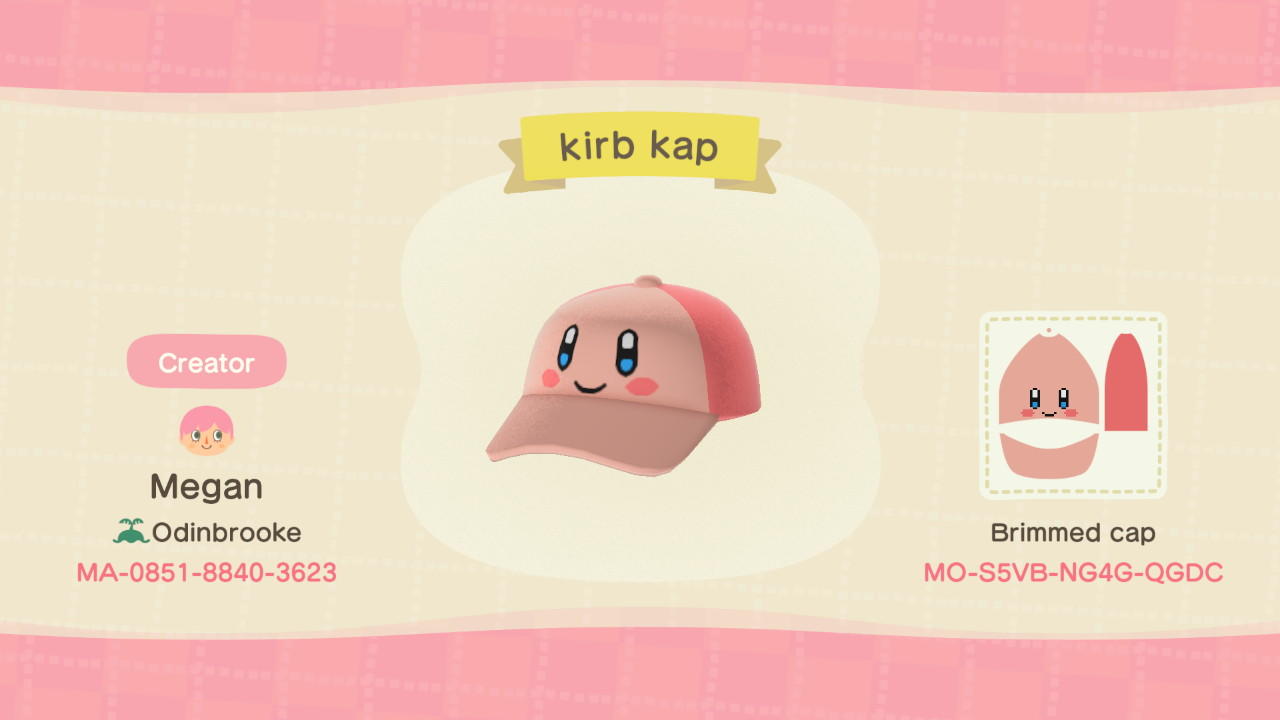 kirb kap
Creator
Megan
Odinbrooke
MA-0851-8840-3623
Brimmed cap
MO-S5VB-NG4G-QGDC